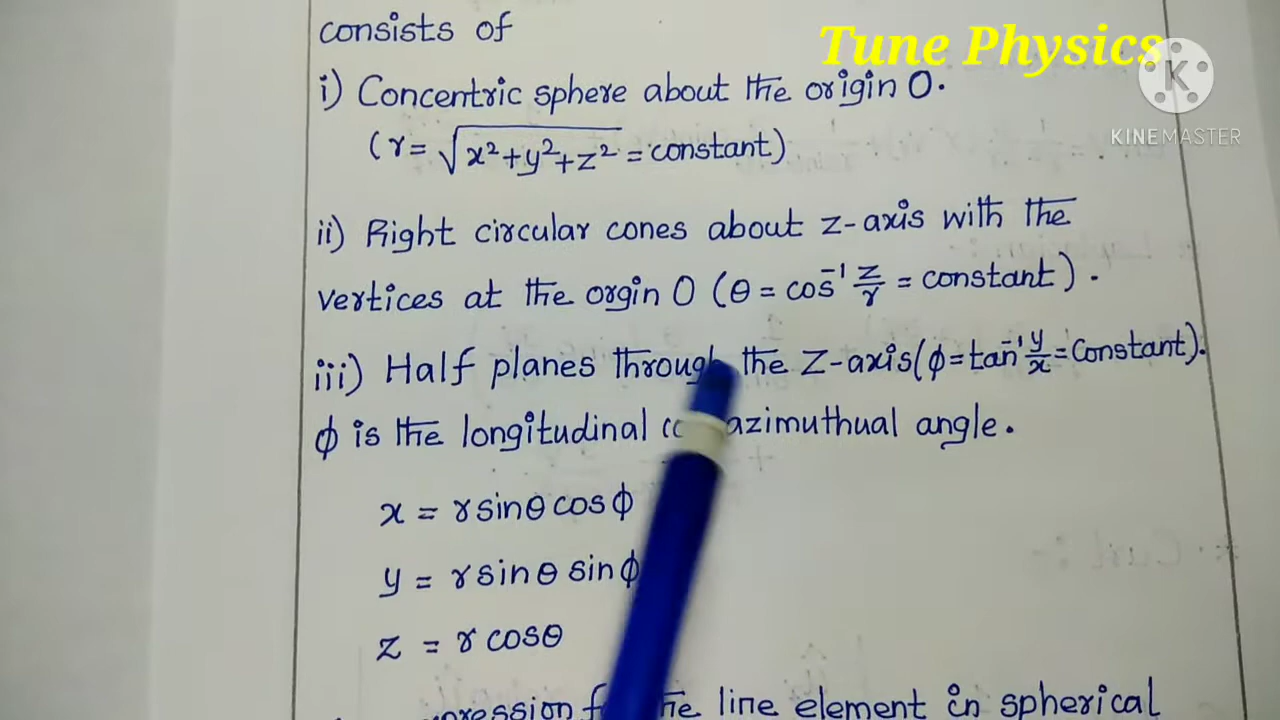 consists of
Tune Physics
K
KINEMASTER
i) Concentric sphere about the origin O.
(r = √x²+y²+z² = constant)
ii) Right circular cones about z-axis with the
vertices at the orgin O (θ = cos⁻¹ z/r = constant).
iii) Half planes through the Z-axis (ϕ = tan⁻¹ y/x = Constant).
ϕ is the longitudinal azimuthual angle.
x = r sinθ cos ϕ
y = r sinθ sin ϕ
z = r cosθ
line element in spherical